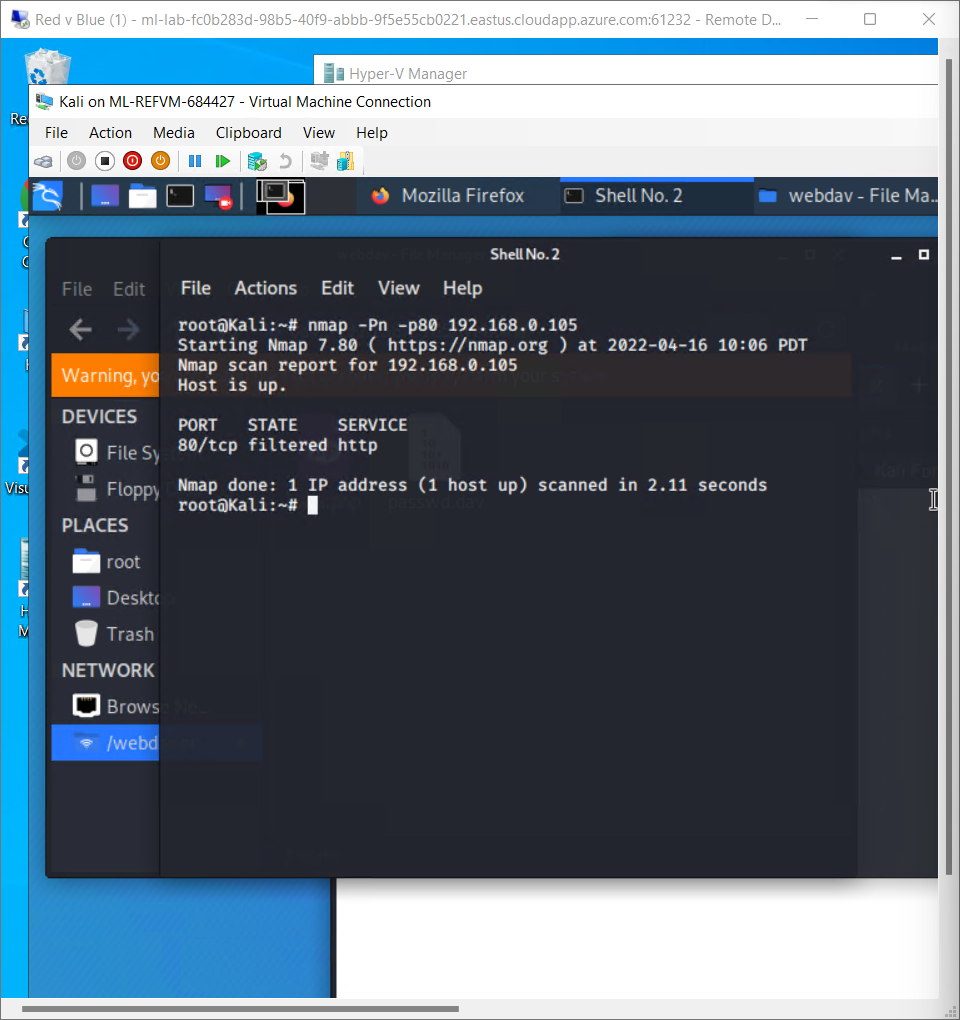 Red v Blue (1) - ml-lab-fc0b283d-98b5-40f9-abbb-9f5e55cb0221.eastus.cloudapp.azure.com:61232 - Remote D...
Hyper-V Manager
Kali on ML-REFVM-684427 - Virtual Machine Connection
File Action Media Clipboard View Help
Mozilla Firefox
Shell No. 2
webdav - File Ma...
Shell No. 2
File Edit
File Actions Edit View Help
root@Kali:~# nmap -Pn -p80 192.168.0.105
Starting Nmap 7.80 ( https://nmap.org ) at 2022-04-16 10:06 PDT
Nmap scan report for 192.168.0.105
Host is up.
PORT STATE SERVICE
80/tcp filtered http
Nmap done: 1 IP address (1 host up) scanned in 2.11 seconds
root@Kali:~#
Warning, yo
DEVICES
File Sy
Floppy
PLACES
root
Deskto
Trash
NETWORK
Brows
/webd
passwd.dav